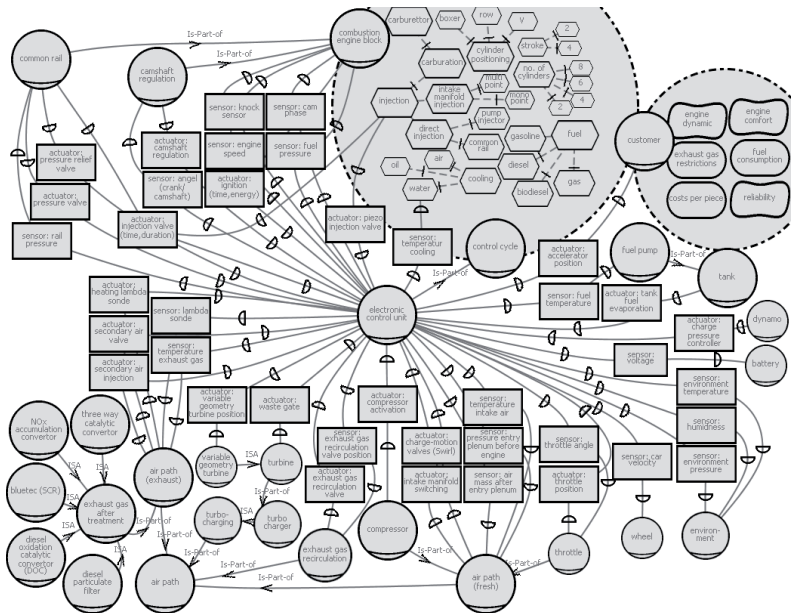 carburettor
boxer
row
V
2
stroke
4
Is-Part-of
combustion
engine block
cylinder
positioning
common rail
Is-Part-of
camshaft
regulation
carburation
no. of
cylinders
8
6
4
2
injection
intake
manifold
injection
multi
point
mono
point
pump
injector
direct
injection
common
rail
gasoline
fuel
diesel
biodiesel
gas
oil
air
cooling
water
customer
engine
dynamic
engine
comfort
exhaust gas
restrictions
fuel
consumption
costs per piece
reliability
sensor: knock
sensor
sensor: cam
phase
actuator:
camshaft
regulation
sensor: engine
speed
sensor: fuel
pressure
actuator:
pressure relief
valve
sensor: angel
(crank/
camshaft)
actuator:
ignition
(time,energy)
actuator:
pressure valve
actuator:
injection valve
(time,duration)
actuator: piezo
injection valve
sensor: rail
pressure
sensor:
temperatur
cooling
control cycle
Is-Part-of
actuator:
accelerator
position
fuel pump
Is-Part-of
tank
sensor: fuel
temperature
actuator: tank
fuel
evaporation
electronic
control unit
actuator:
heating lambda
sonde
sensor: lambda
sonde
actuator:
secondary air
valve
sensor:
temperature
exhaust gas
actuator:
secondary air
injection
actuator:
charge
pressure
controller
dynamo
sensor:
voltage
battery
actuator:
variable
geometry
turbine position
actuator:
waste gate
actuator:
compressor
activation
sensor:
temperature
intake air
sensor:
environment
temperature
sensor:
exhaust gas
recirculation
valve position
actuator:
charge-motion
valves (Swirl)
sensor:
pressure entry
plenum before
engine
sensor:
throttle angle
sensor: car
velocity
sensor:
humidness
sensor:
environment
pressure
actuator:
exhaust gas
recirculation
valve
actuator:
intake manifold
switching
sensor: air
mass after
entry plenum
actuator:
throttle
position
NOx
accumulation
convertor
three way
catalytic
convertor
ISA
ISA
air path
(exhaust)
variable
geometry
turbine
ISA
turbine
Is-Part-of
bluetec (SCR)
ISA
exhaust gas
after
treatment
Is-Part-of
Is-Part-of
turbo-
charging
ISA
turbo
charger
Is-Part-of
diesel
oxidation
catalytic
convertor
(DOC)
ISA
ISA
diesel
particulate
filter
air path
exhaust gas
recirculation
Is-Part-of
compressor
Is-Part-of
air path
(fresh)
Is-Part-of
throttle
Is-Part-of
wheel
environ-
ment